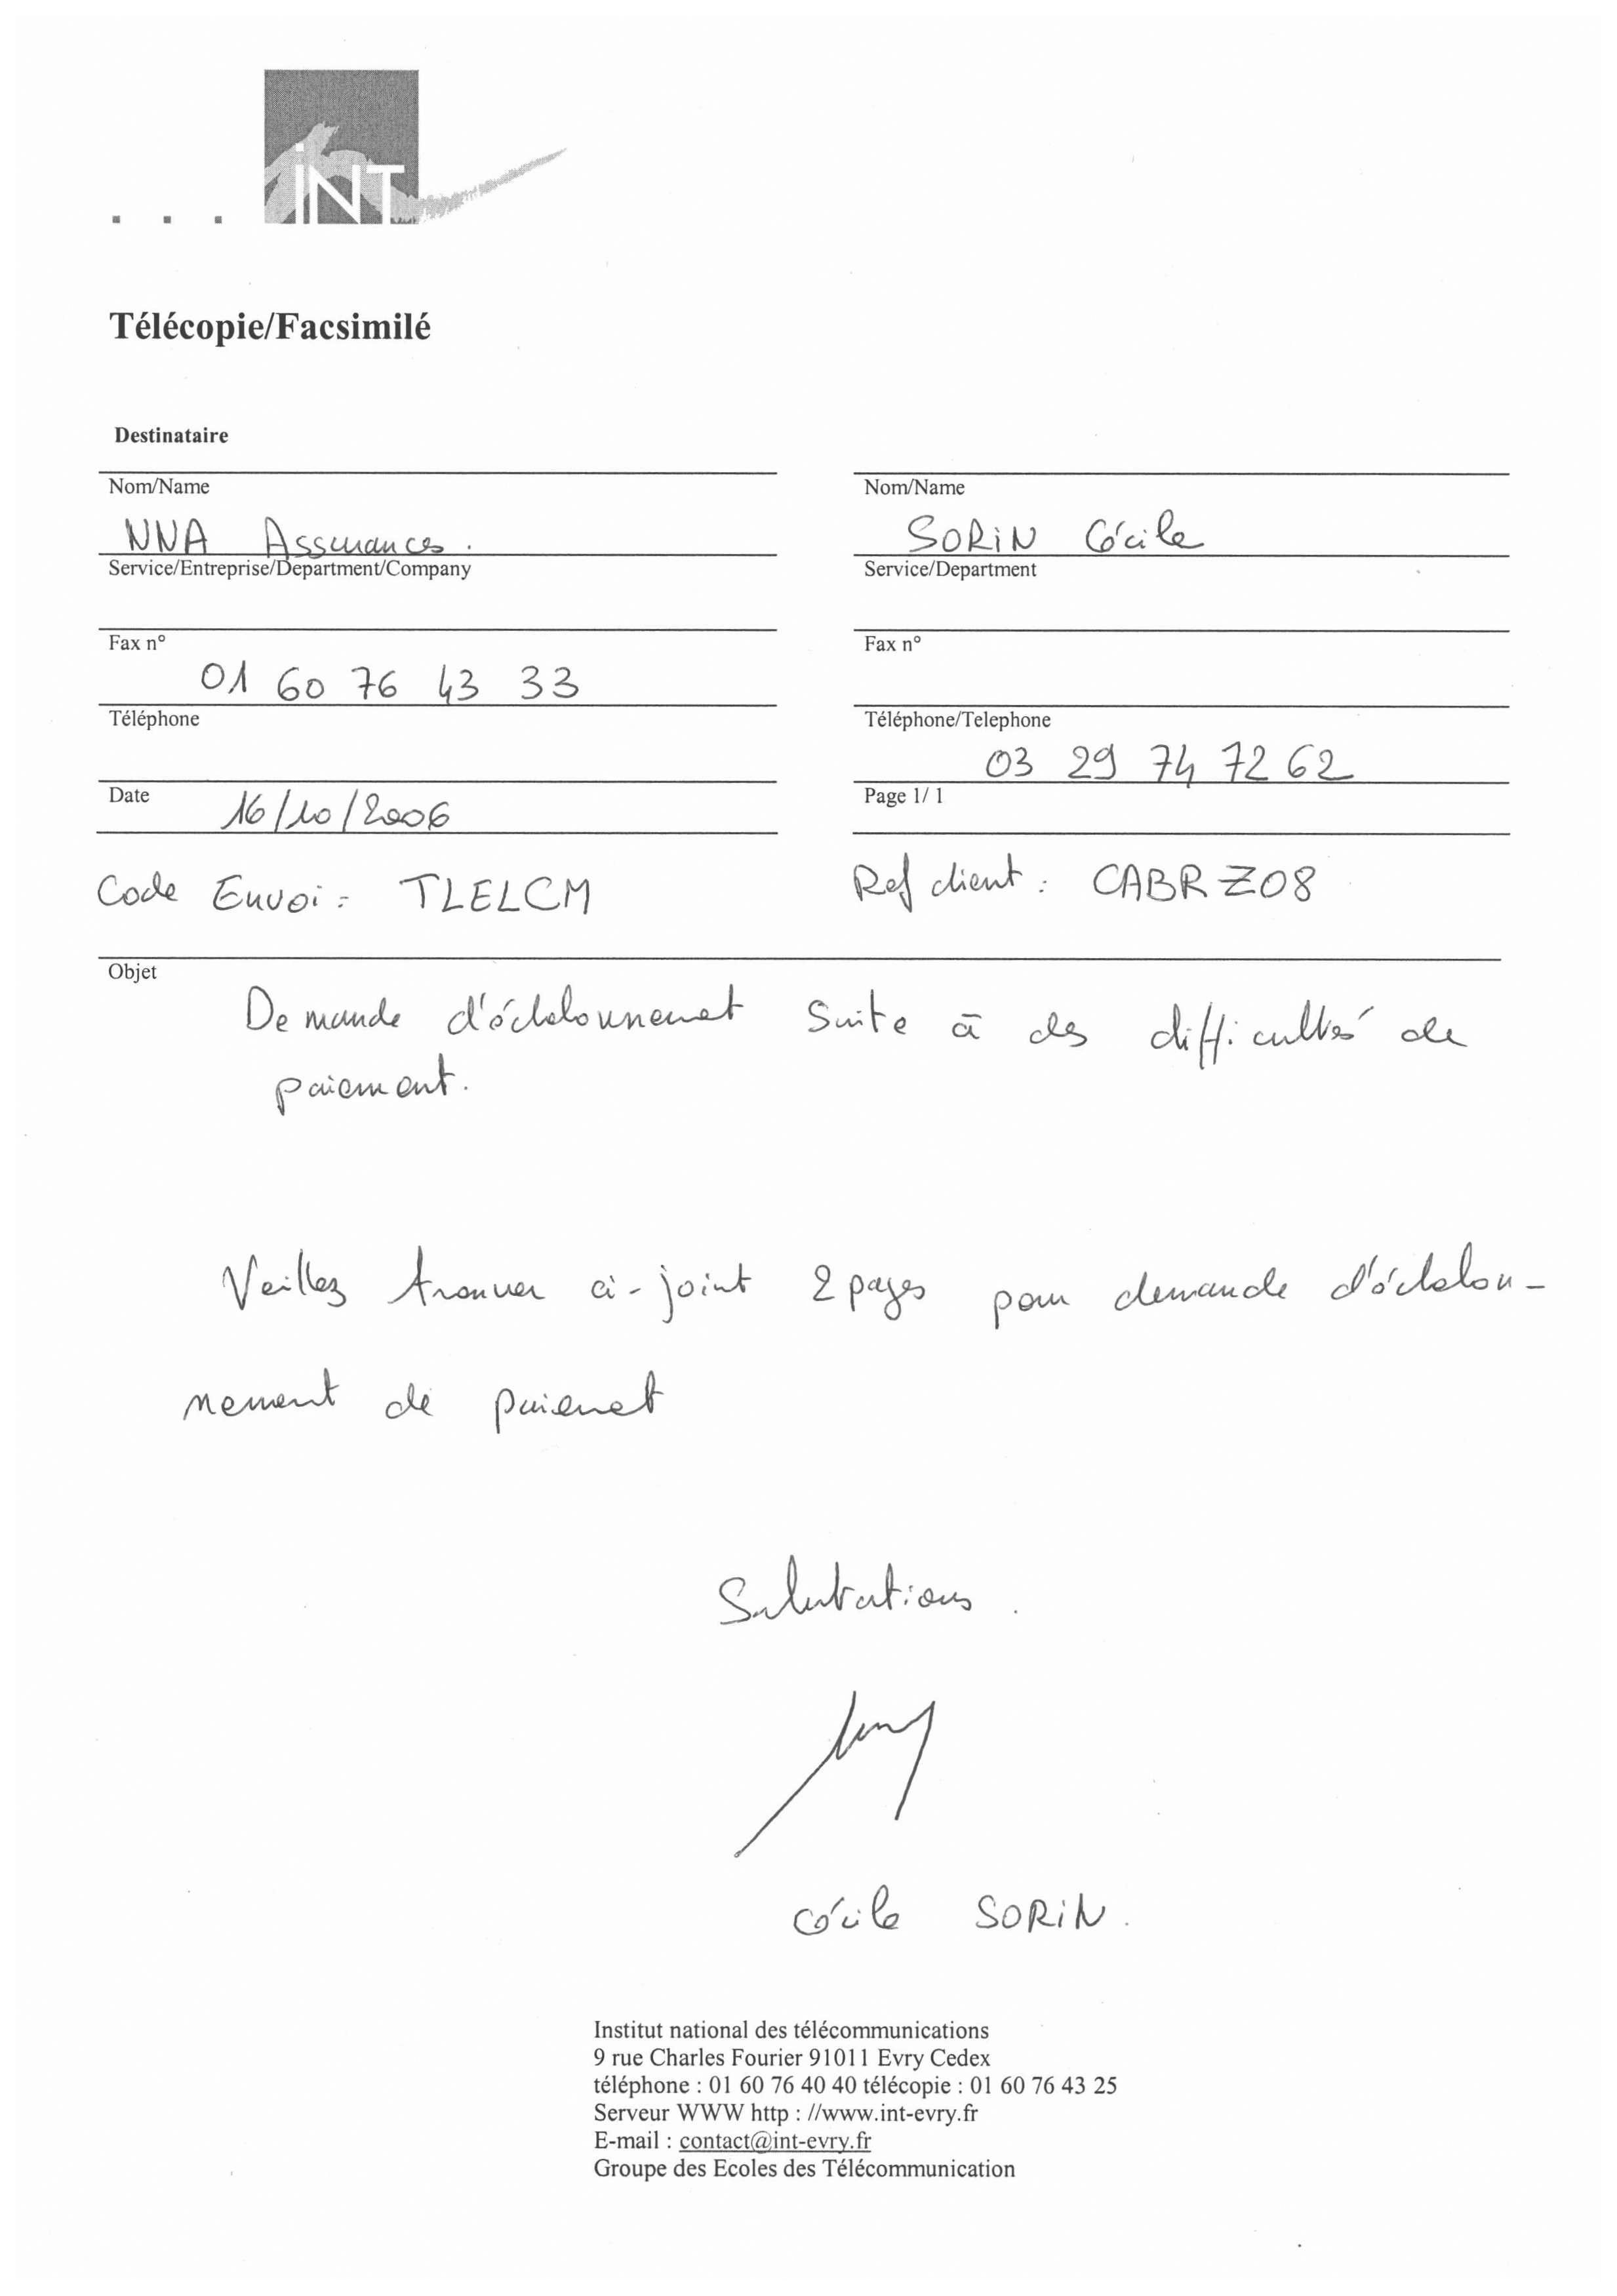 iNT
Télécopie/Facsimilé
Destinataire
Nom/Name
NNA Assurances.
Service/Entreprise/Département/Company
Fax n°
01 60 76 43 33
Téléphone
Date 16/10/2006
Nom/Name
SORiN Cécile
Service/Department
Fax n°
Téléphone/Telephone
03 29 74 72 62
Page 1/ 1
Code Envoi : TLELCM
Ref client : CABRZ08
Objet
Demande d'échelonnement suite à des difficultés de
paiement.
Veillez trouver ci-joint 2 pages pour demande d'échelon-
nement de paiement
Salutations.
Cécile SORiN.
Institut national des télécommunications
9 rue Charles Fourier 91011 Evry Cedex
téléphone : 01 60 76 40 40 télécopie : 01 60 76 43 25
Serveur WWW http : //www.int-evry.fr
E-mail : contact@int-evry.fr
Groupe des Ecoles des Télécommunication